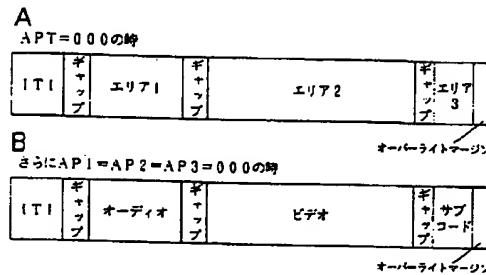 A
APT=000の時
ITI ギャップ エリア1 ギャップ エリア2 ギャップ エリア3
オーバーライトマージン
B
さらにAP1=AP2=AP3=000の時
ITI ギャップ オーディオ ギャップ ビデオ ギャップ サブコード
オーバーライトマージン